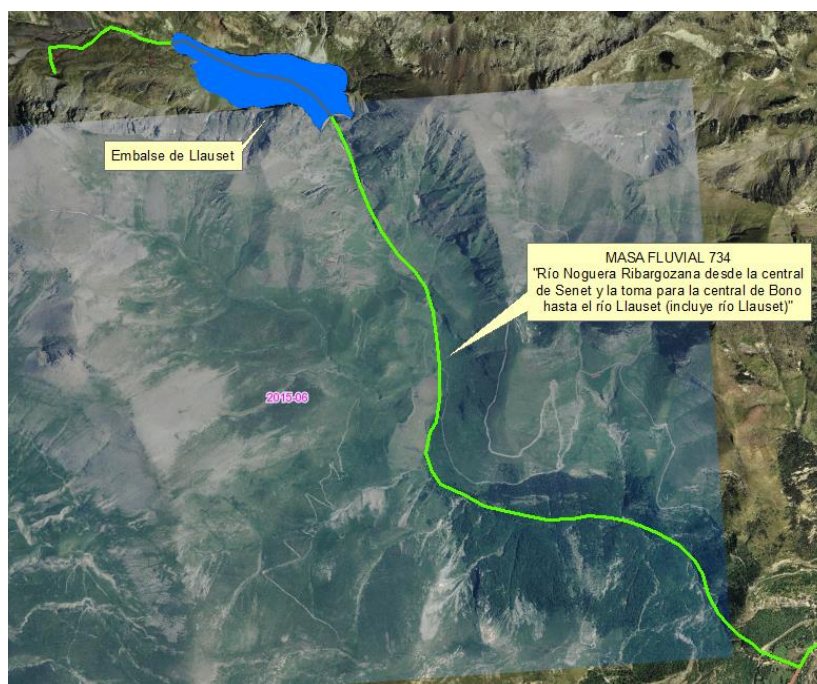 Embalse de Llauset
MASA FLUVIAL 734
"Río Noguera Ribargozana desde la central
de Senet y la toma para la central de Bono
hasta el río Llauset (incluye río Llauset)"
2015-06